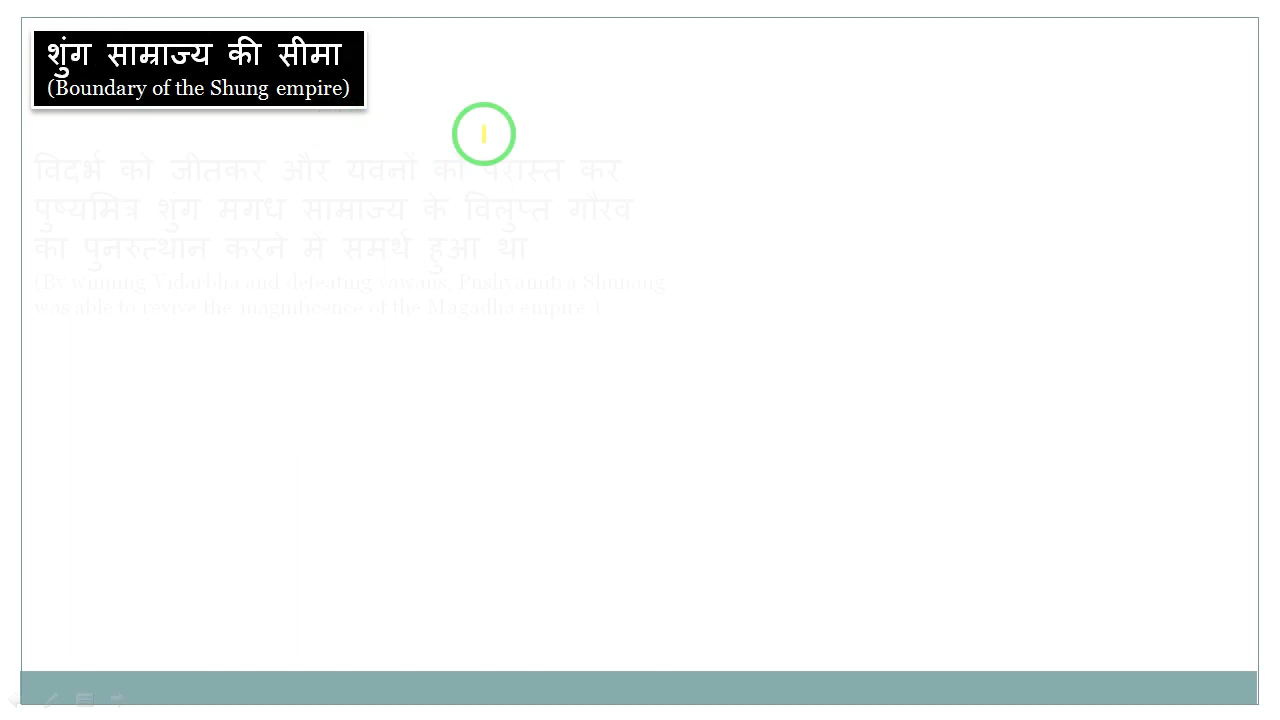 शुंग साम्राज्य की सीमा
(Boundary of the Shung empire)
विदर्भ को जीतकर और यवनों को परास्त कर
पुष्यमित्र शुंग मगध साम्राज्य के विलुप्त गौरव
का पुनरुत्थान करने में समर्थ हुआ था
(By winning Vidarbha and defeating yawans, Pushyamitra Shunang
was able to revive the magnificence of the Magadha empire.)